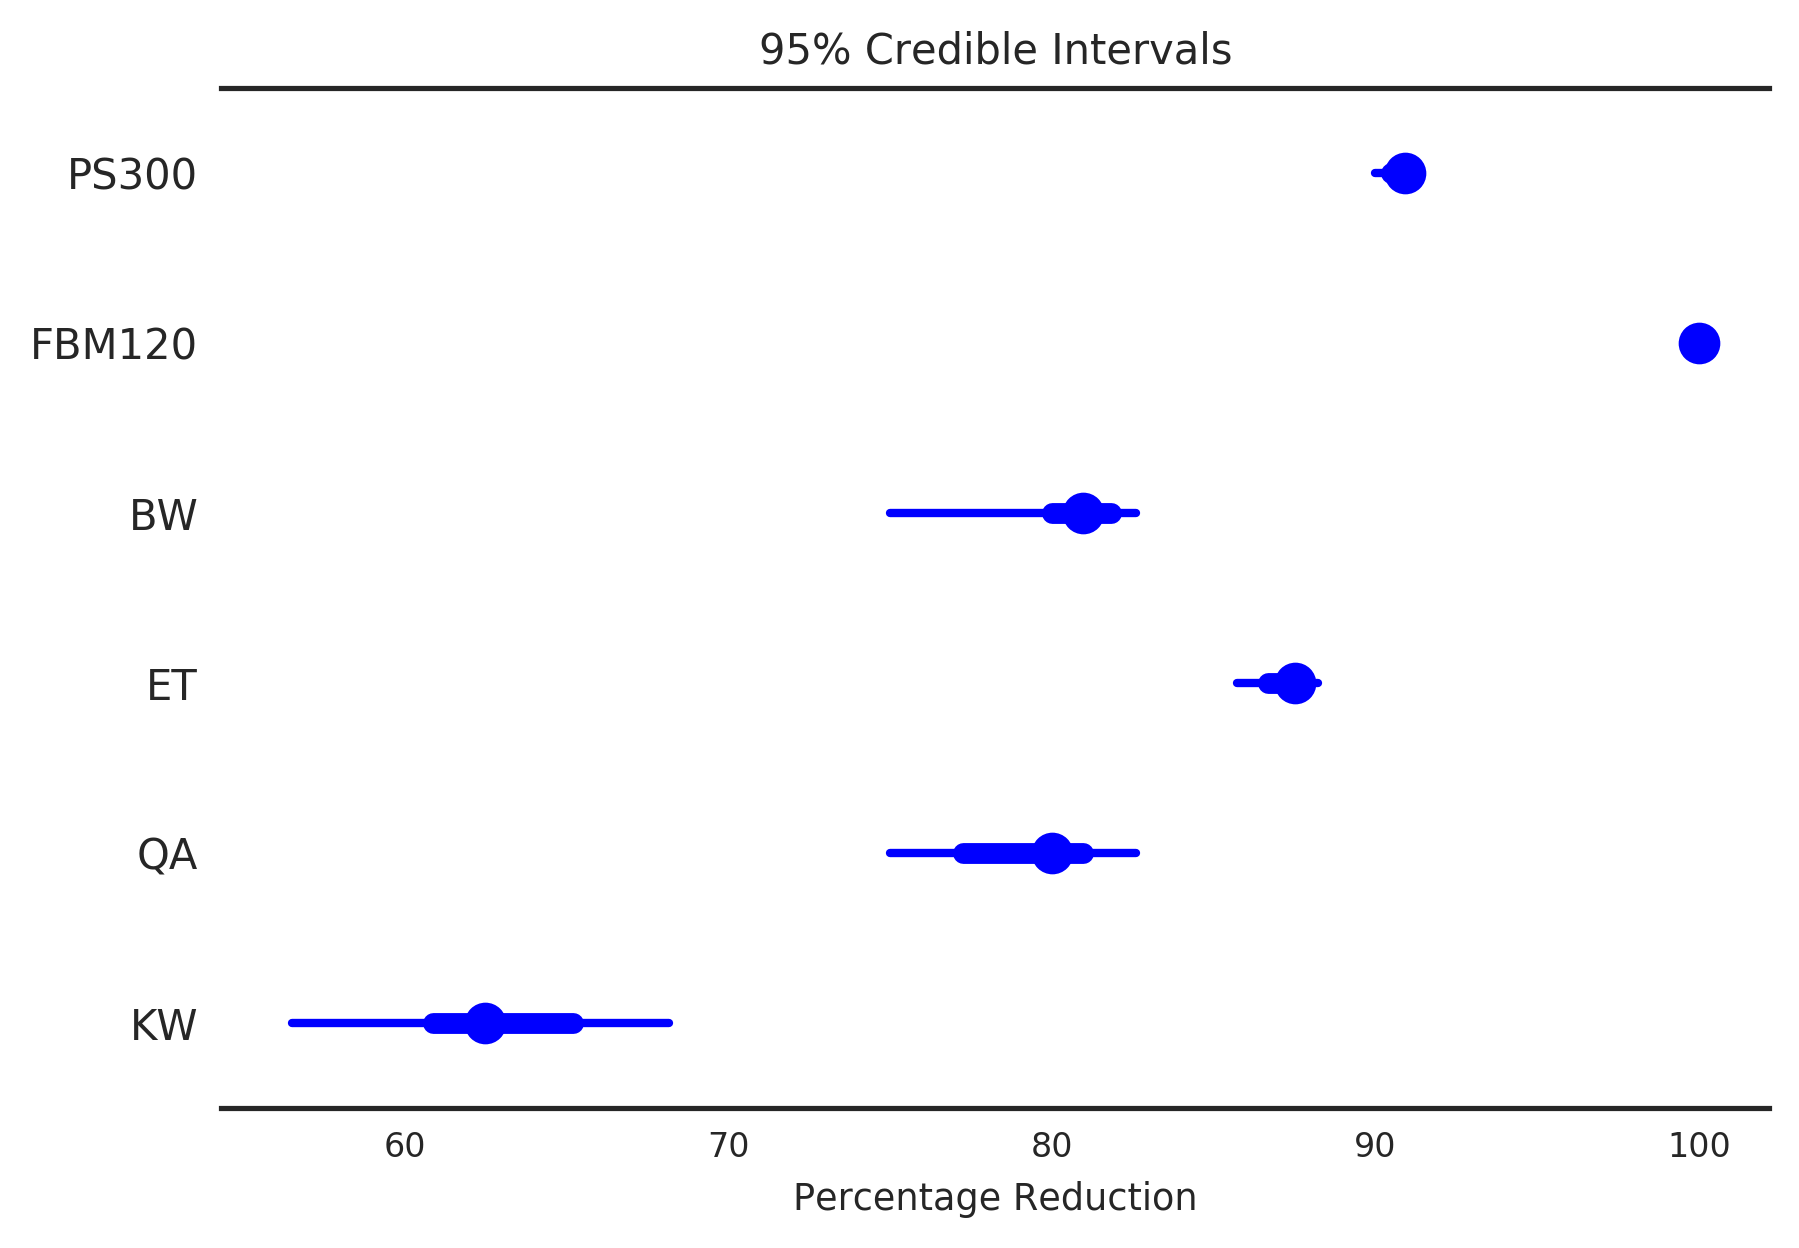 95% Credible Intervals
PS300
FBM120
BW
ET
QA
KW
60 70 80 90 100
Percentage Reduction